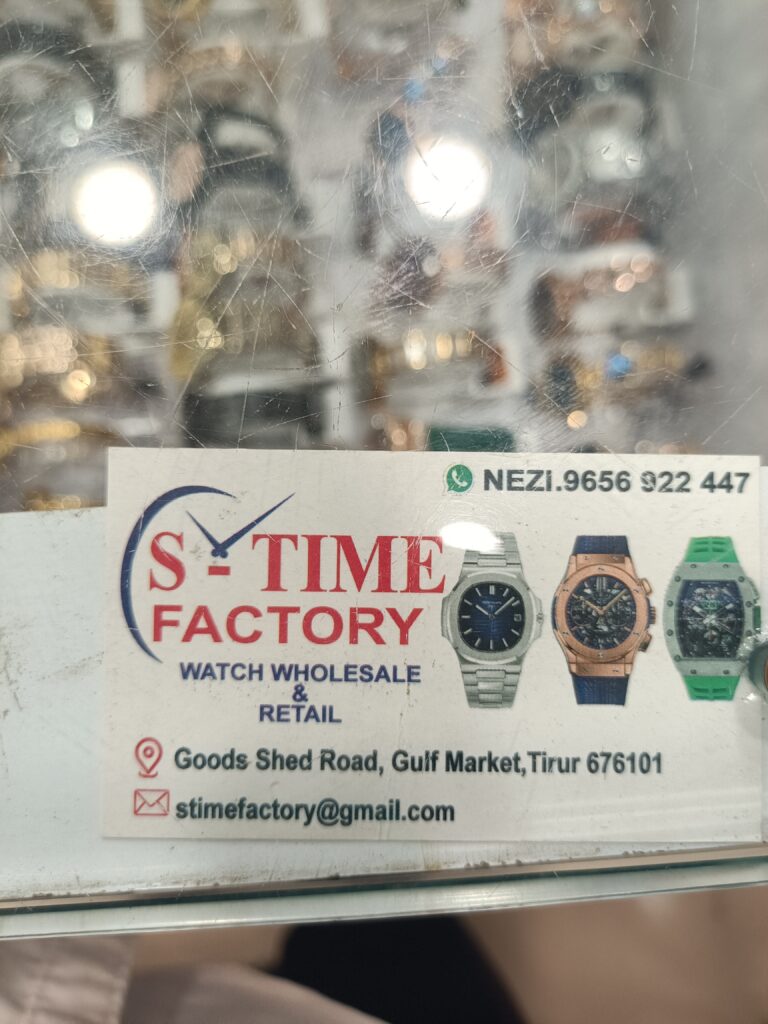 NEZI.9656 922 447
S - TIME
FACTORY
WATCH WHOLESALE
&
RETAIL
Goods Shed Road, Gulf Market,Tirur 676101
stimefactory@gmail.com